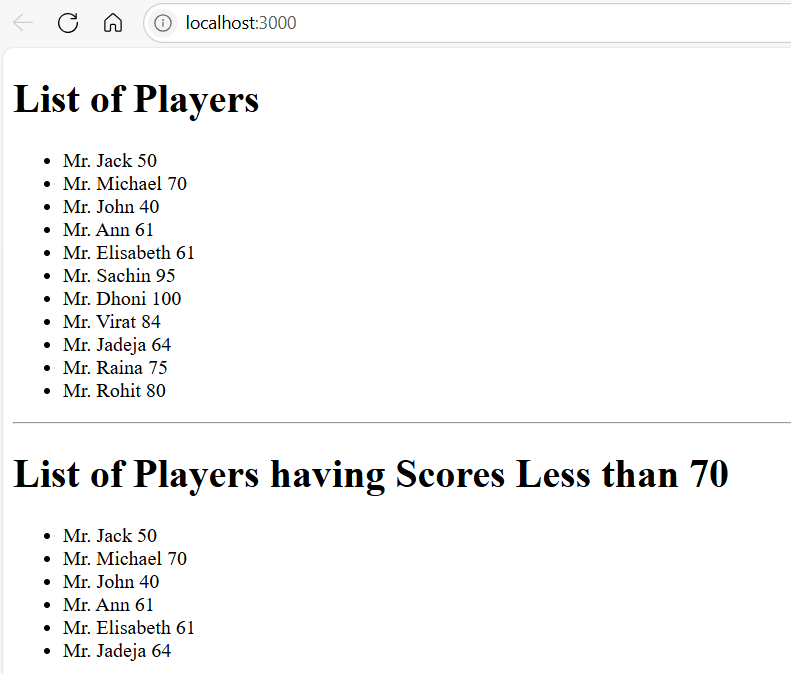 localhost:3000
List of Players
Mr. Jack 50
Mr. Michael 70
Mr. John 40
Mr. Ann 61
Mr. Elisabeth 61
Mr. Sachin 95
Mr. Dhoni 100
Mr. Virat 84
Mr. Jadeja 64
Mr. Raina 75
Mr. Rohit 80
List of Players having Scores Less than 70
Mr. Jack 50
Mr. Michael 70
Mr. John 40
Mr. Ann 61
Mr. Elisabeth 61
Mr. Jadeja 64